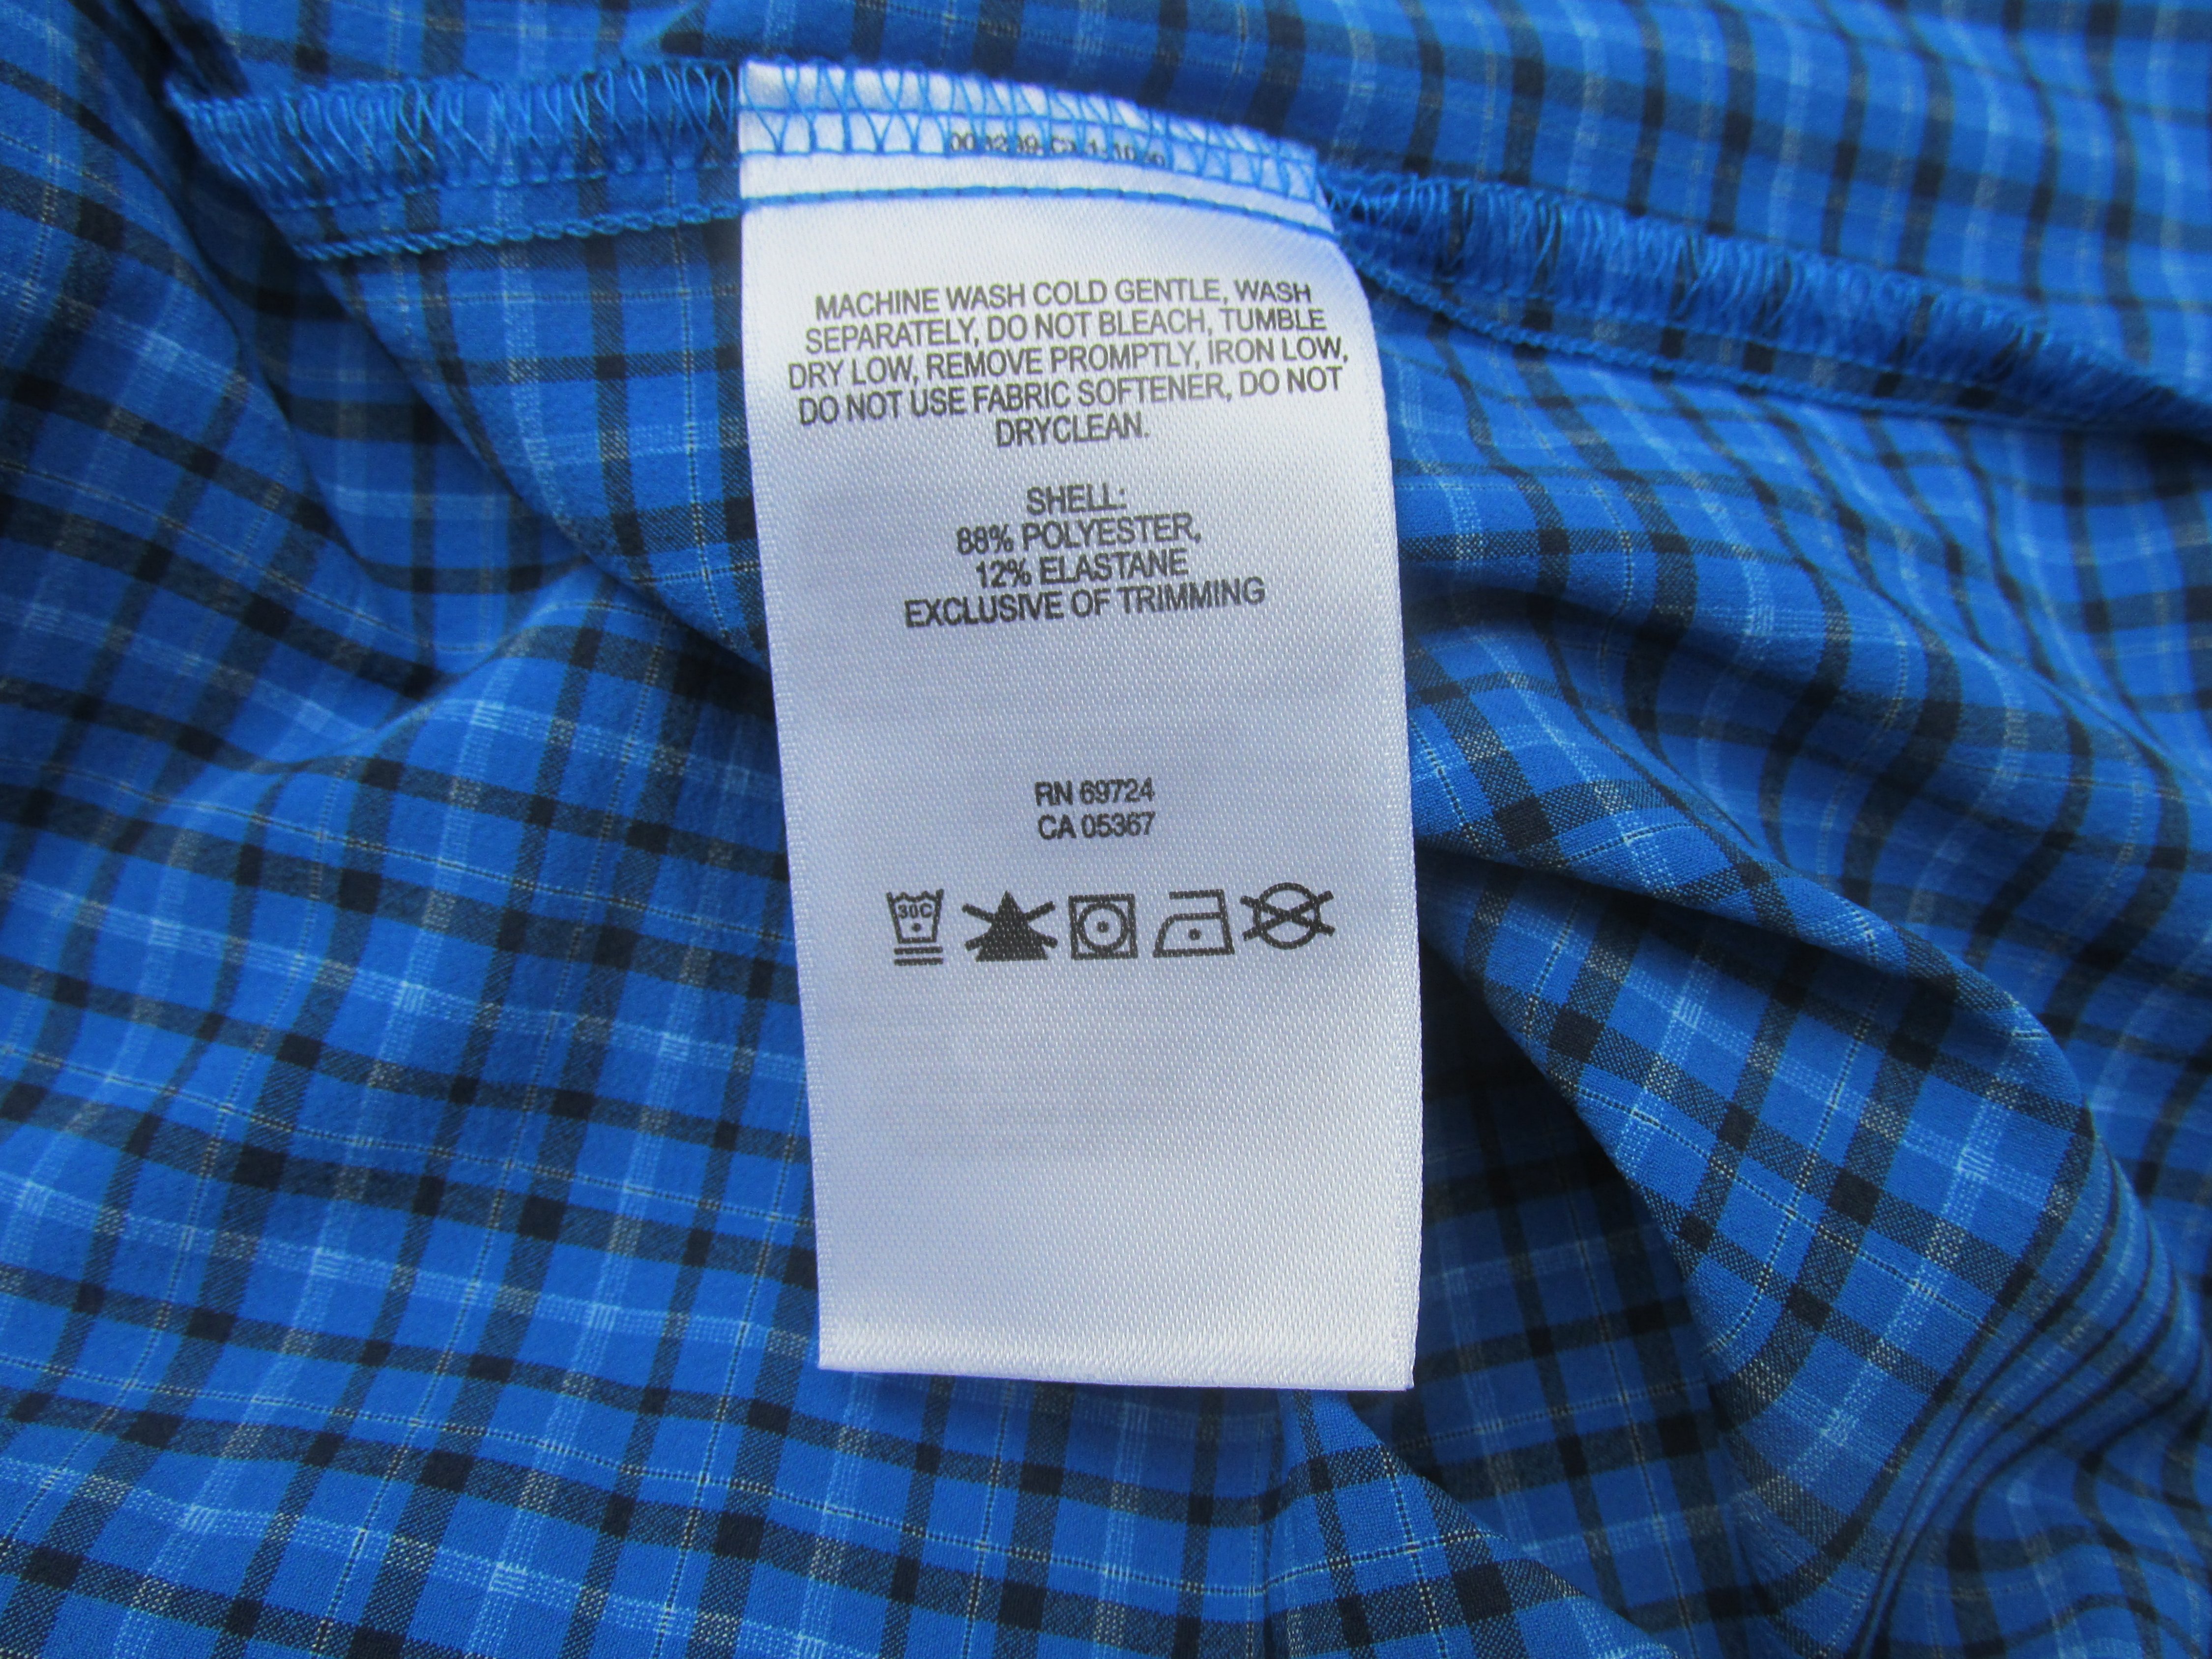 MACHINE WASH COLD GENTLE, WASH
SEPARATELY, DO NOT BLEACH, TUMBLE
DRY LOW, REMOVE PROMPTLY, IRON LOW,
DO NOT USE FABRIC SOFTENER, DO NOT
DRYCLEAN.
SHELL:
88% POLYESTER,
12% ELASTANE
EXCLUSIVE OF TRIMMING
RN 69724
CA 05367
30C